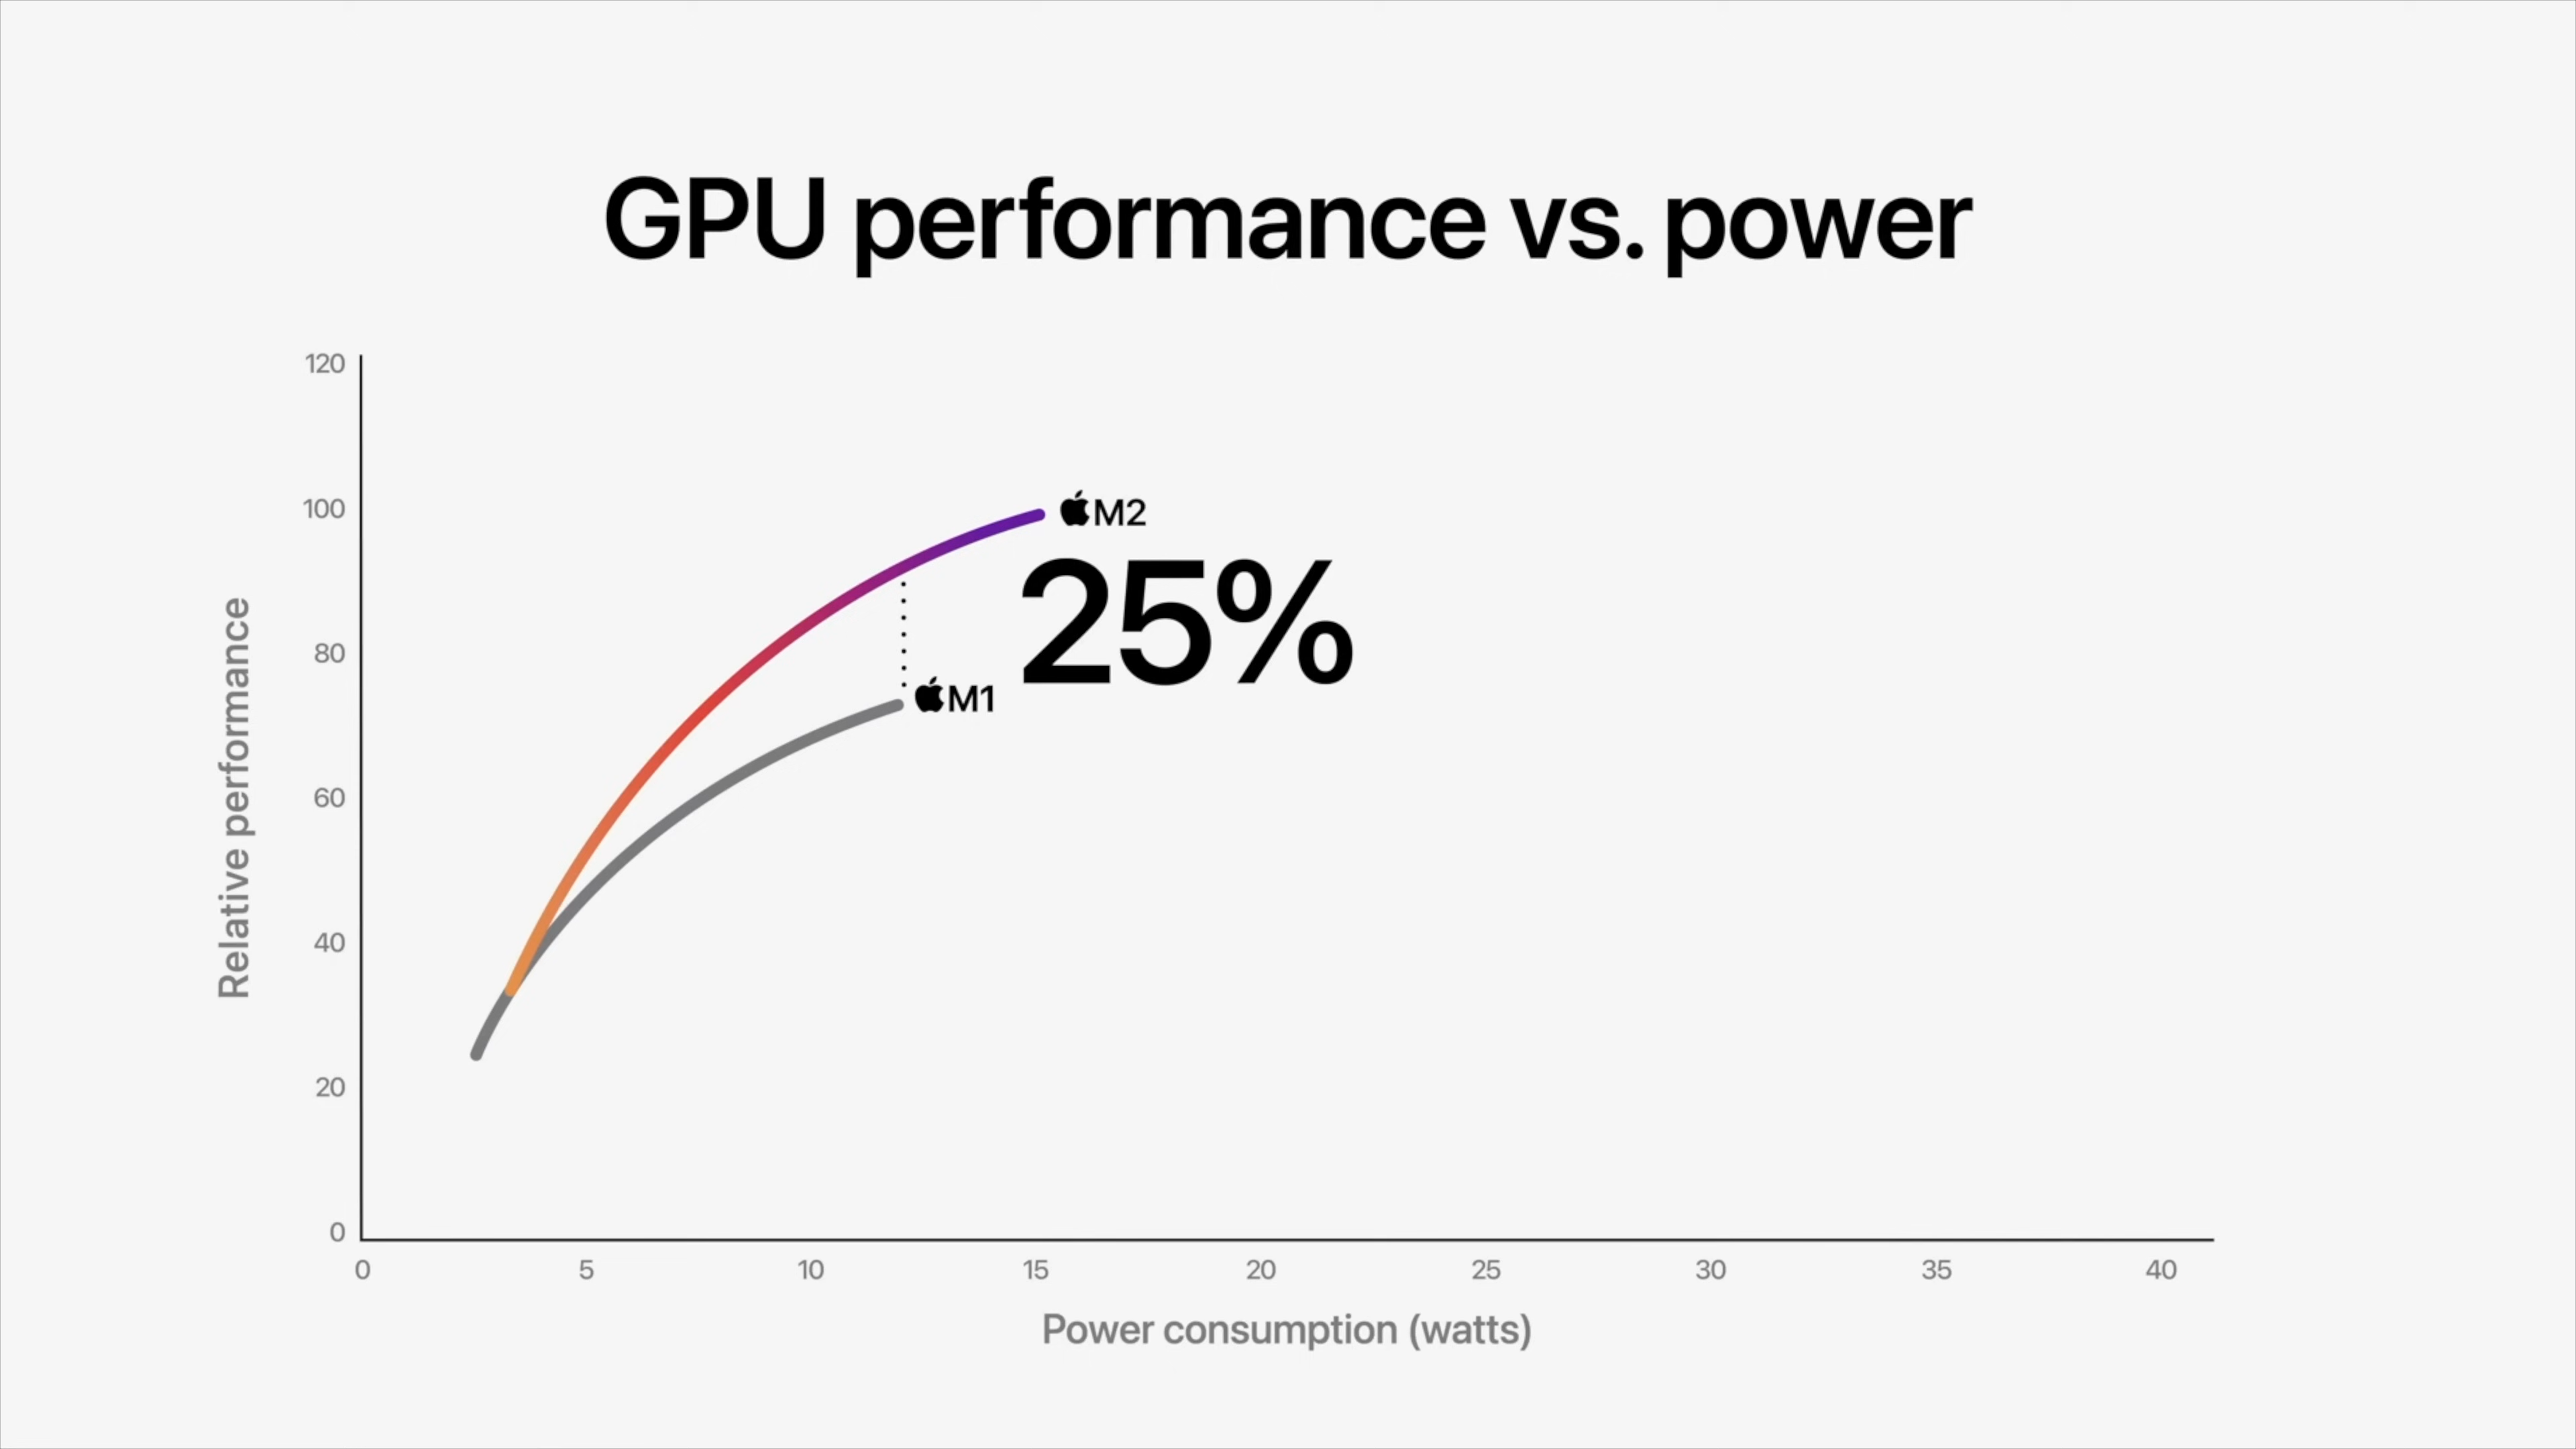 GPU performance vs. power
120
100
80
60
40
20
0
Relative performance
M2
25%
M1
0 5 10 15 20 25 30 35 40
Power consumption (watts)